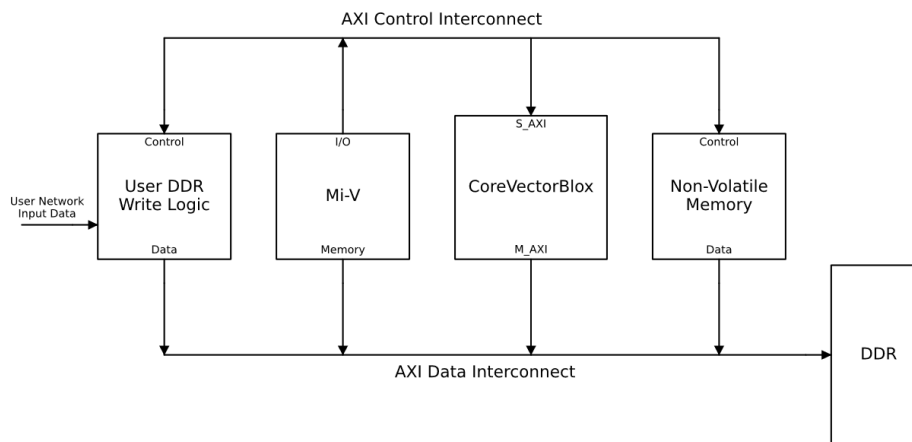 AXI Control Interconnect
Control
I/O
S_AXI
Control
User DDR
Write Logic
Mi-V
CoreVectorBlox
Non-Volatile
Memory
User Network
Input Data
Data
Memory
M_AXI
Data
DDR
AXI Data Interconnect